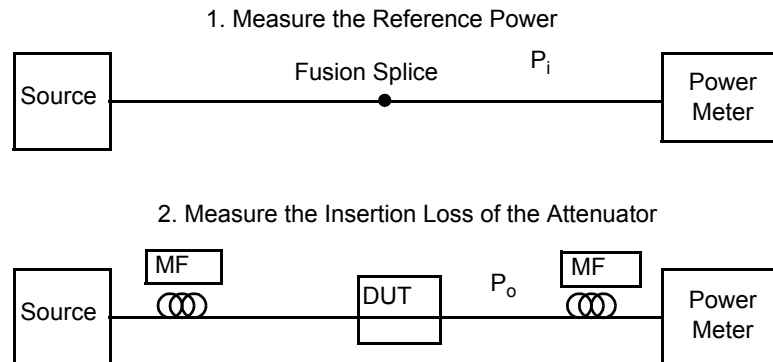 1. Measure the Reference Power
Source
Fusion Splice
Pi
Power
Meter
2. Measure the Insertion Loss of the Attenuator
Source
MF
DUT
Po
MF
Power
Meter